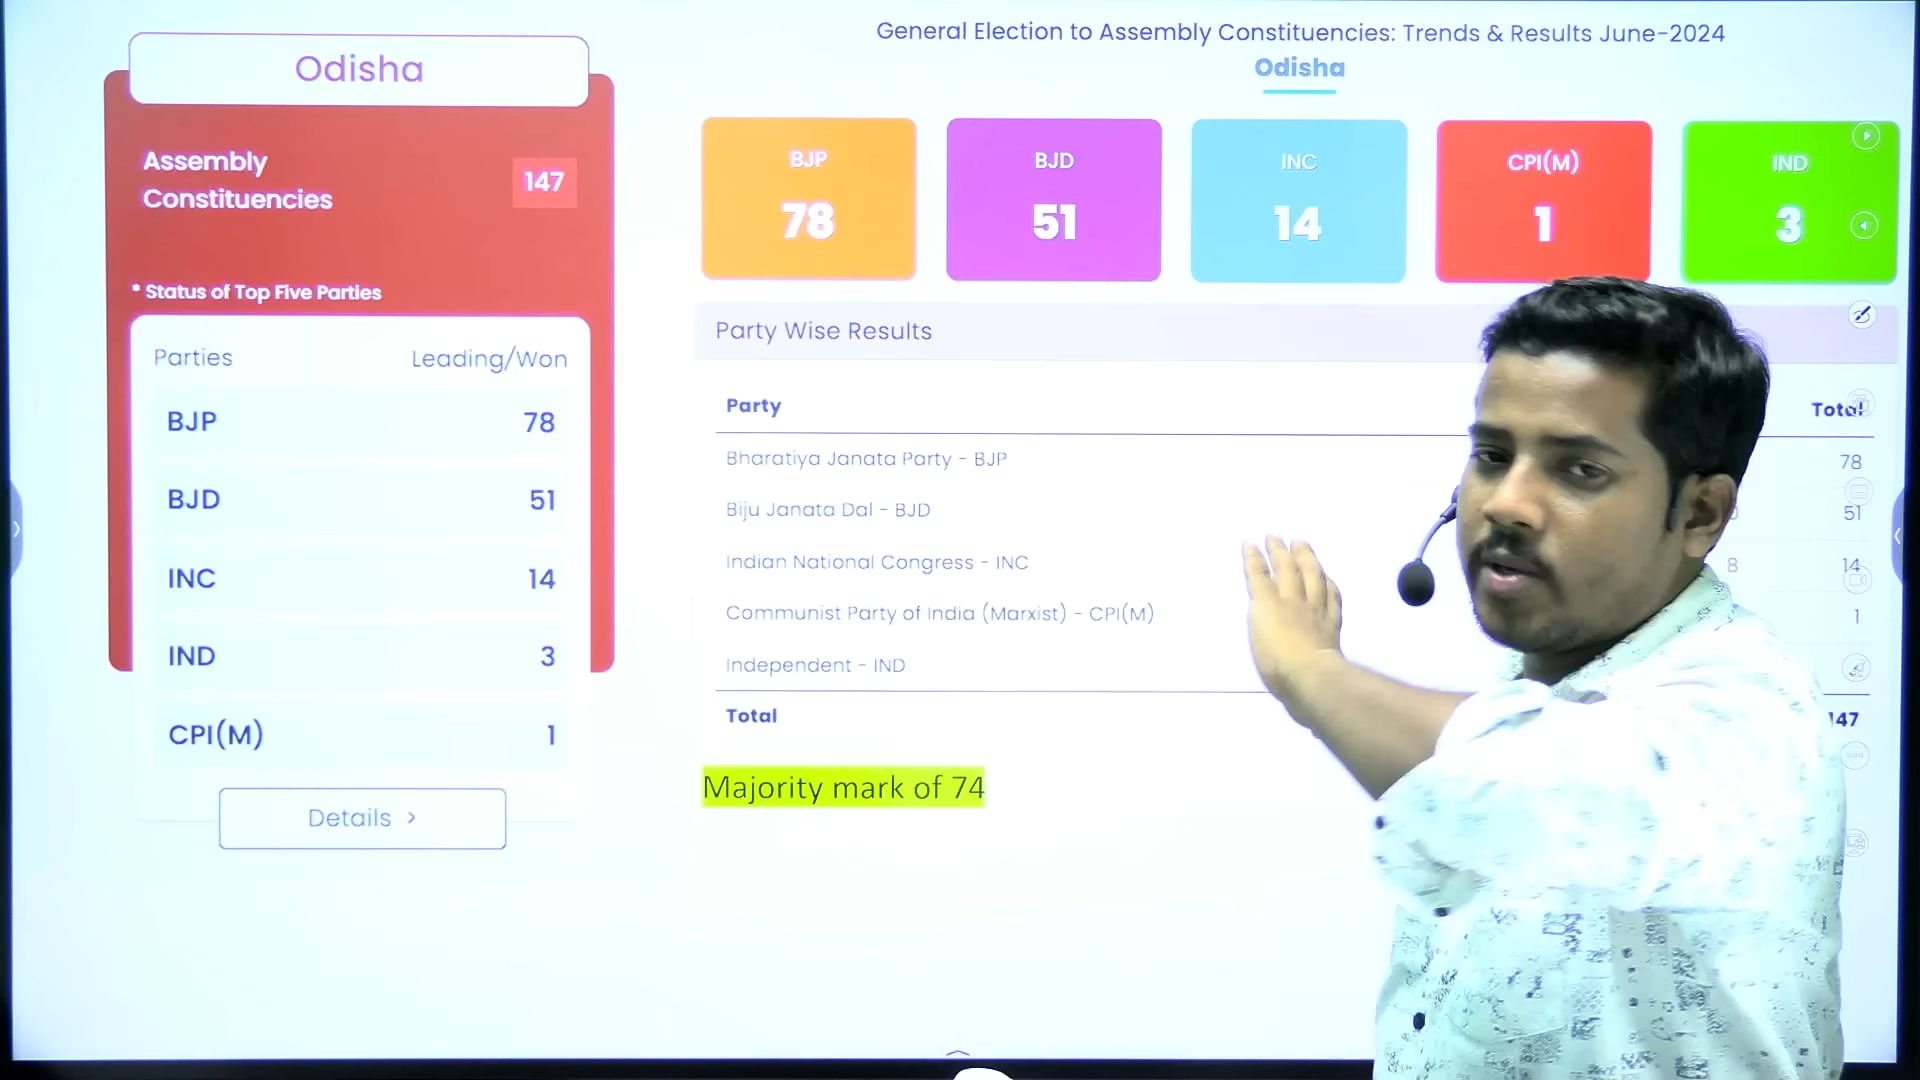 Odisha
Assembly
Constituencies
147
* Status of Top Five Parties
Parties Leading/Won
BJP 78
BJD 51
INC 14
IND 3
CPI(M) 1
Details >
General Election to Assembly Constituencies: Trends & Results June-2024
Odisha
BJP
78
BJD
51
INC
14
CPI(M)
1
IND
3
Party Wise Results
Party Total
Bharatiya Janata Party - BJP 78
Biju Janata Dal - BJD 51
Indian National Congress - INC 8 14
Communist Party of India (Marxist) - CPI(M) 1
Independent - IND
Total 147
Majority mark of 74